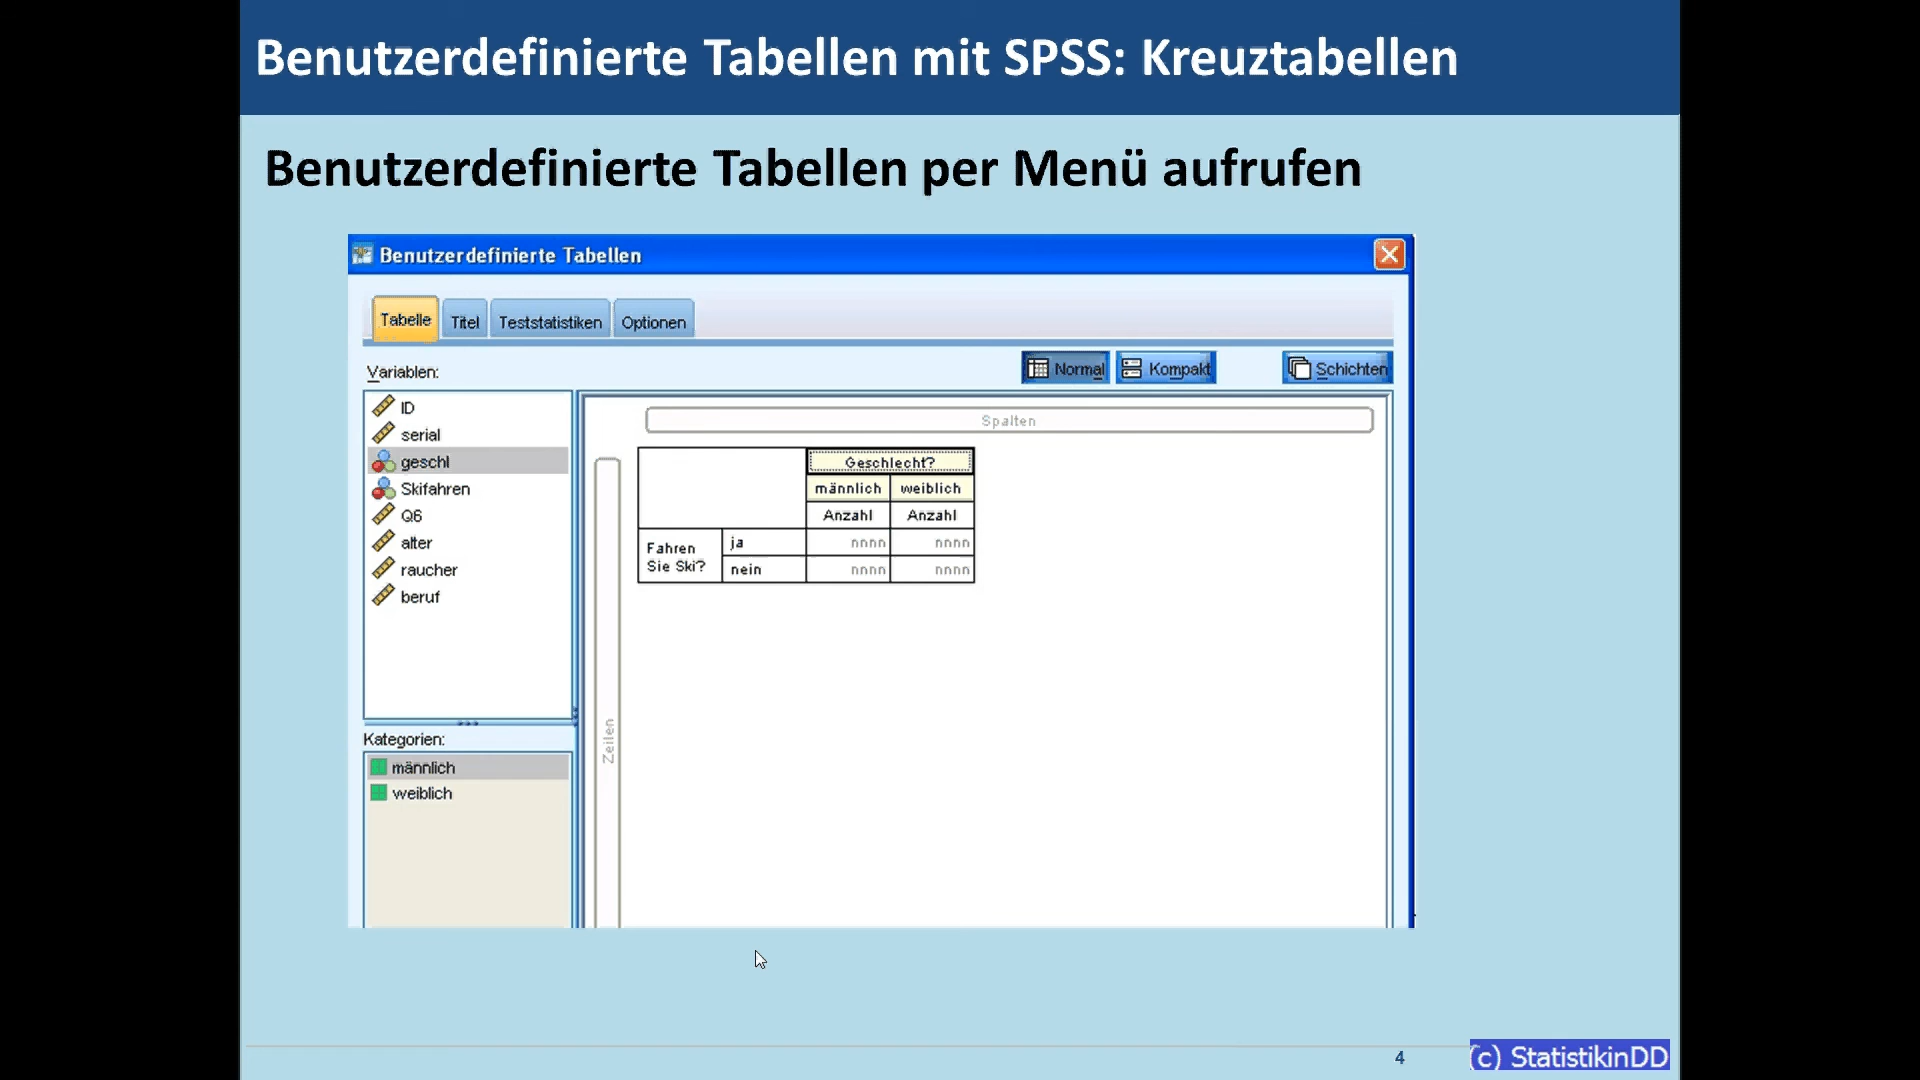 Benutzerdefinierte Tabellen mit SPSS: Kreuztabellen
Benutzerdefinierte Tabellen per Menü aufrufen
Benutzerdefinierte Tabellen
Tabelle Titel Teststatistiken Optionen
Variablen:
Normal Kompakt Schichten
ID
serial
geschl
Skifahren
Q6
alter
raucher
beruf
Spalten
Geschlecht?
männlich weiblich
Anzahl Anzahl
Fahren
Sie Ski?
ja nnnn nnnn
nein nnnn nnnn
Zeilen
Kategorien:
männlich
weiblich
4
(c) StatistikinDD